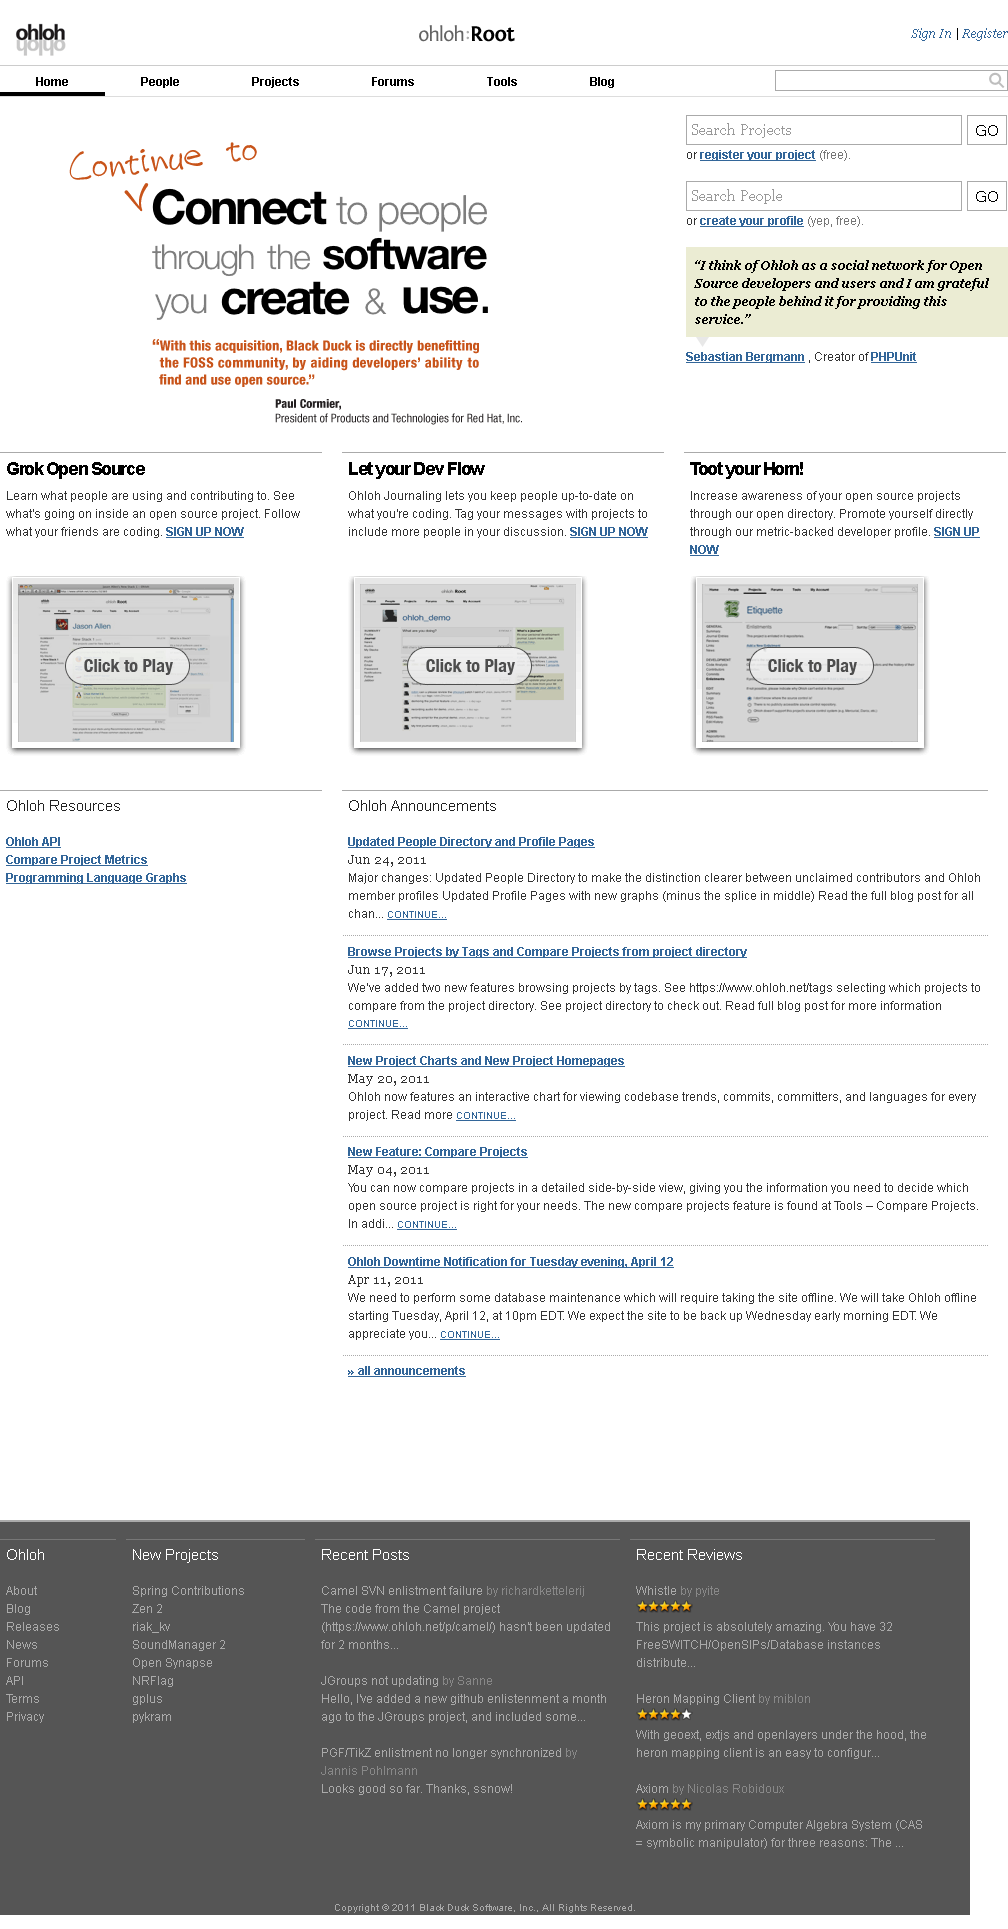 ohloh
ohloh:Root
Sign In | Register
Home People Projects Forums Tools Blog
Search Projects GO
or register your project (free).
Search People GO
or create your profile (yep, free).
Continue to
Connect to people
through the software
you create & use.
“With this acquisition, Black Duck is directly benefitting
the FOSS community, by aiding developers' ability to
find and use open source.”
Paul Cormier,
President of Products and Technologies for Red Hat, Inc.
“I think of Ohloh as a social network for Open
Source developers and users and I am grateful
to the people behind it for providing this
service.”
Sebastian Bergmann , Creator of PHPUnit
Grok Open Source
Learn what people are using and contributing to. See
what's going on inside an open source project. Follow
what your friends are coding. SIGN UP NOW
Let your Dev Flow
Ohloh Journaling lets you keep people up-to-date on
what you're coding. Tag your messages with projects to
include more people in your discussion. SIGN UP NOW
Toot your Horn!
Increase awareness of your open source projects
through our open directory. Promote yourself directly
through our metric-backed developer profile. SIGN UP
NOW
Jason Allen
Click to Play
ohloh_demo
Click to Play
Etiquette
Click to Play
Ohloh Resources
Ohloh API
Compare Project Metrics
Programming Language Graphs
Ohloh Announcements
Updated People Directory and Profile Pages
Jun 24, 2011
Major changes: Updated People Directory to make the distinction clearer between unclaimed contributors and Ohloh
member profiles Updated Profile Pages with new graphs (minus the splice in middle) Read the full blog post for all
chan... CONTINUE...
Browse Projects by Tags and Compare Projects from project directory
Jun 17, 2011
We've added two new features browsing projects by tags. See https://www.ohloh.net/tags selecting which projects to
compare from the project directory. See project directory to check out. Read full blog post for more information
CONTINUE...
New Project Charts and New Project Homepages
May 20, 2011
Ohloh now features an interactive chart for viewing codebase trends, commits, committers, and languages for every
project. Read more CONTINUE...
New Feature: Compare Projects
May 04, 2011
You can now compare projects in a detailed side-by-side view, giving you the information you need to decide which
open source project is right for your needs. The new compare projects feature is found at Tools – Compare Projects.
In addi... CONTINUE...
Ohloh Downtime Notification for Tuesday evening, April 12
Apr 11, 2011
We need to perform some database maintenance which will require taking the site offline. We will take Ohloh offline
starting Tuesday, April 12, at 10pm EDT. We expect the site to be back up Wednesday early morning EDT. We
appreciate you... CONTINUE...
» all announcements
Ohloh
About
Blog
Releases
News
Forums
API
Terms
Privacy
New Projects
Spring Contributions
Zen 2
riak_kv
SoundManager 2
Open Synapse
NRFlag
gplus
pykram
Recent Posts
Camel SVN enlistment failure by richardkettelerij
The code from the Camel project
(https://www.ohloh.net/p/camel/) hasn't been updated
for 2 months...
JGroups not updating by Sanne
Hello, I've added a new github enlistenment a month
ago to the JGroups project, and included some...
PGF/TikZ enlistment no longer synchronized by
Jannis Pohlmann
Looks good so far. Thanks, ssnow!
Recent Reviews
Whistle by pyite
This project is absolutely amazing. You have 32
FreeSWITCH/OpenSIPs/Database instances
distribute...
Heron Mapping Client by miblon
With geoext, extjs and openlayers under the hood, the
heron mapping client is an easy to configur...
Axiom by Nicolas Robidoux
Axiom is my primary Computer Algebra System (CAS
= symbolic manipulator) for three reasons: The ...
Copyright © 2011 Black Duck Software, Inc., All Rights Reserved.